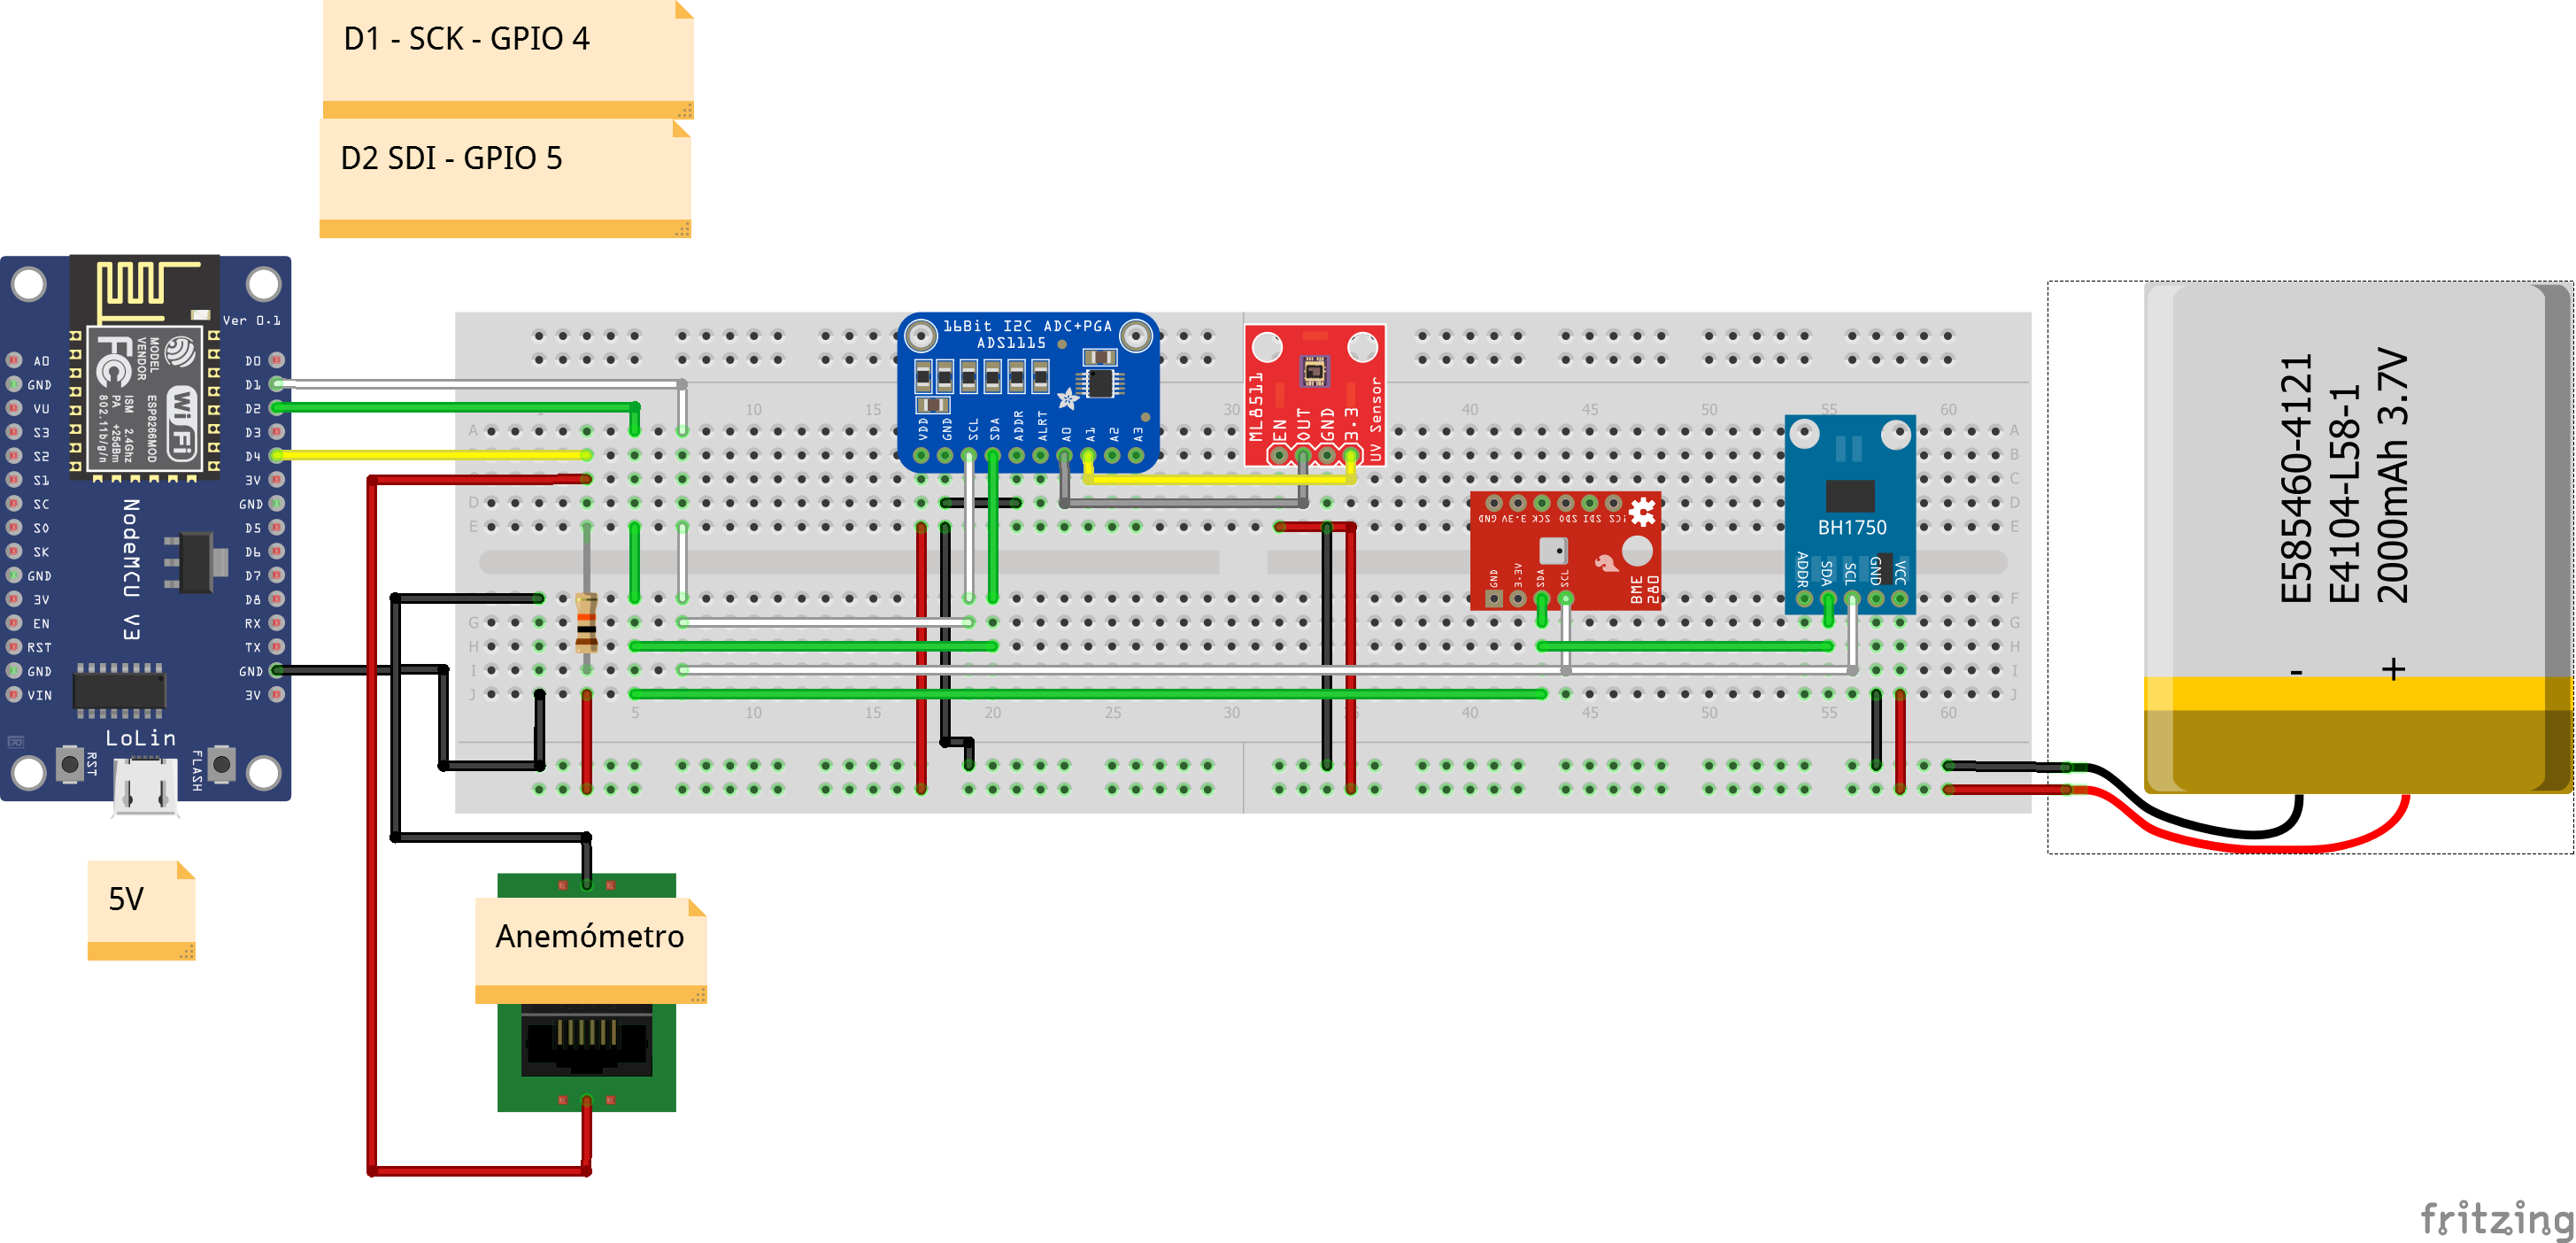 D1 - SCK - GPIO 4
D2 SDI - GPIO 5
Ver 0.1
MODEL
VENDOR
ESP8266MOD
ISM 2.4GHz
PA +25dBm
802.11b/g/n
FC
WiFi
A0
GND
VU
S3
S2
S1
SC
S0
SK
GND
3V
EN
RST
GND
VIN
D0
D1
D2
D3
D4
3V
GND
D5
D6
D7
D8
RX
TX
GND
3V
NodeMCU V3
LoLin
RST
FLASH
5V
16Bit I2C ADC+PGA
ADS1115
VDD
GND
SCL
SDA
ADDR
ALRT
A0
A1
A2
A3
ML8511
EN
OUT
GND
3.3
UV Sensor
GND
3.3V
SCK
SDO
SDI
!CS
GND
3.3V
SDA
SCL
BME
280
BH1750
ADDR
SDA
SCL
GND
VCC
1
10
15
30
40
45
50
55
60
A
B
C
D
E
F
G
H
I
J
A
B
C
D
E
F
G
H
I
J
5
10
15
20
25
30
35
40
45
50
55
60
E585460-4121
E4104-L58-1
2000mAh 3.7V
- +
Anemómetro
fritzing